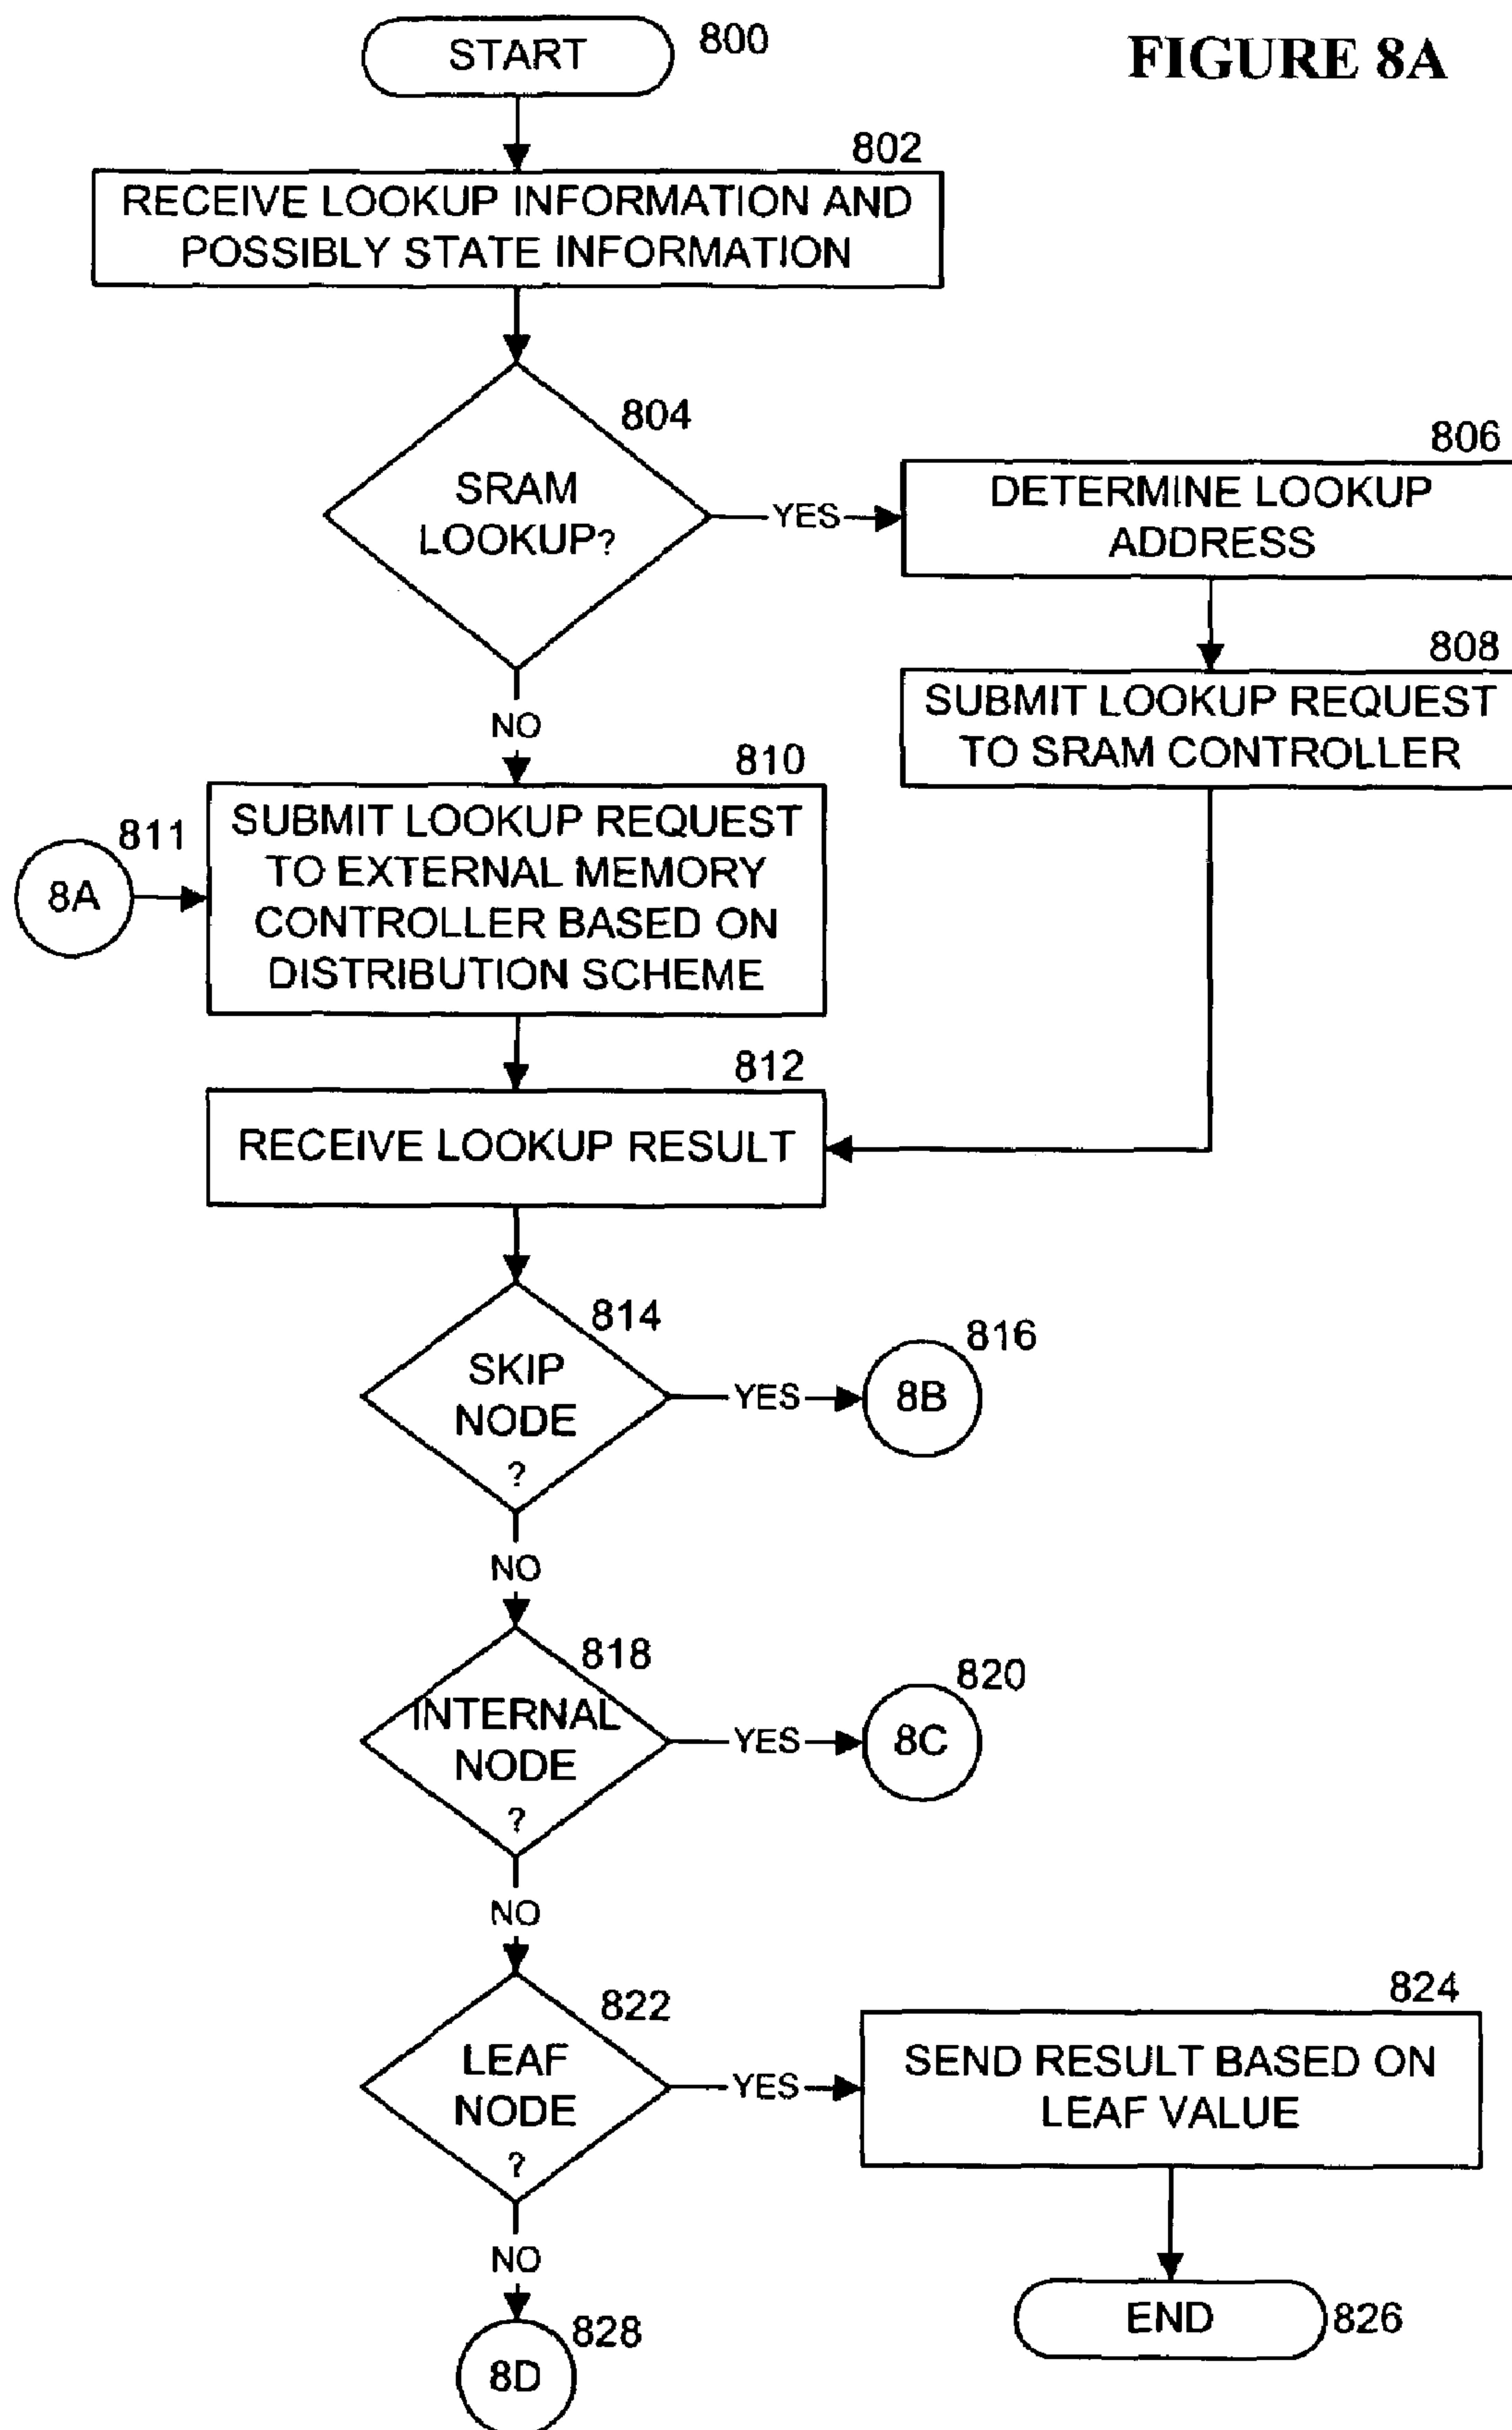 START
800
FIGURE 8A
802
RECEIVE LOOKUP INFORMATION AND
POSSIBLY STATE INFORMATION
804
SRAM
LOOKUP?
YES
806
DETERMINE LOOKUP
ADDRESS
808
SUBMIT LOOKUP REQUEST
TO SRAM CONTROLLER
NO
810
SUBMIT LOOKUP REQUEST
TO EXTERNAL MEMORY
CONTROLLER BASED ON
DISTRIBUTION SCHEME
811
8A
812
RECEIVE LOOKUP RESULT
814
SKIP
NODE
?
YES
816
8B
NO
818
INTERNAL
NODE
?
YES
820
8C
NO
822
LEAF
NODE
?
YES
824
SEND RESULT BASED ON
LEAF VALUE
END
826
NO
828
8D